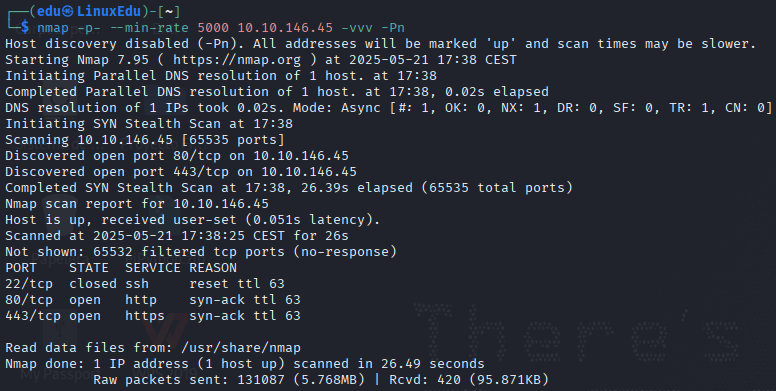 ┌──(edu㉿LinuxEdu)-[~]
└─$ nmap -p- --min-rate 5000 10.10.146.45 -vvv -Pn
Host discovery disabled (-Pn). All addresses will be marked 'up' and scan times may be slower.
Starting Nmap 7.95 ( https://nmap.org ) at 2025-05-21 17:38 CEST
Initiating Parallel DNS resolution of 1 host. at 17:38
Completed Parallel DNS resolution of 1 host. at 17:38, 0.02s elapsed
DNS resolution of 1 IPs took 0.02s. Mode: Async [#: 1, OK: 0, NX: 1, DR: 0, SF: 0, TR: 1, CN: 0]
Initiating SYN Stealth Scan at 17:38
Scanning 10.10.146.45 [65535 ports]
Discovered open port 80/tcp on 10.10.146.45
Discovered open port 443/tcp on 10.10.146.45
Completed SYN Stealth Scan at 17:38, 26.39s elapsed (65535 total ports)
Nmap scan report for 10.10.146.45
Host is up, received user-set (0.051s latency).
Scanned at 2025-05-21 17:38:25 CEST for 26s
Not shown: 65532 filtered tcp ports (no-response)
PORT    STATE  SERVICE REASON
22/tcp  closed ssh     reset ttl 63
80/tcp  open   http    syn-ack ttl 63
443/tcp open   https   syn-ack ttl 63
There's
Read data files from: /usr/share/nmap
Nmap done: 1 IP address (1 host up) scanned in 26.49 seconds
Raw packets sent: 131087 (5.768MB) | Rcvd: 420 (95.871KB)